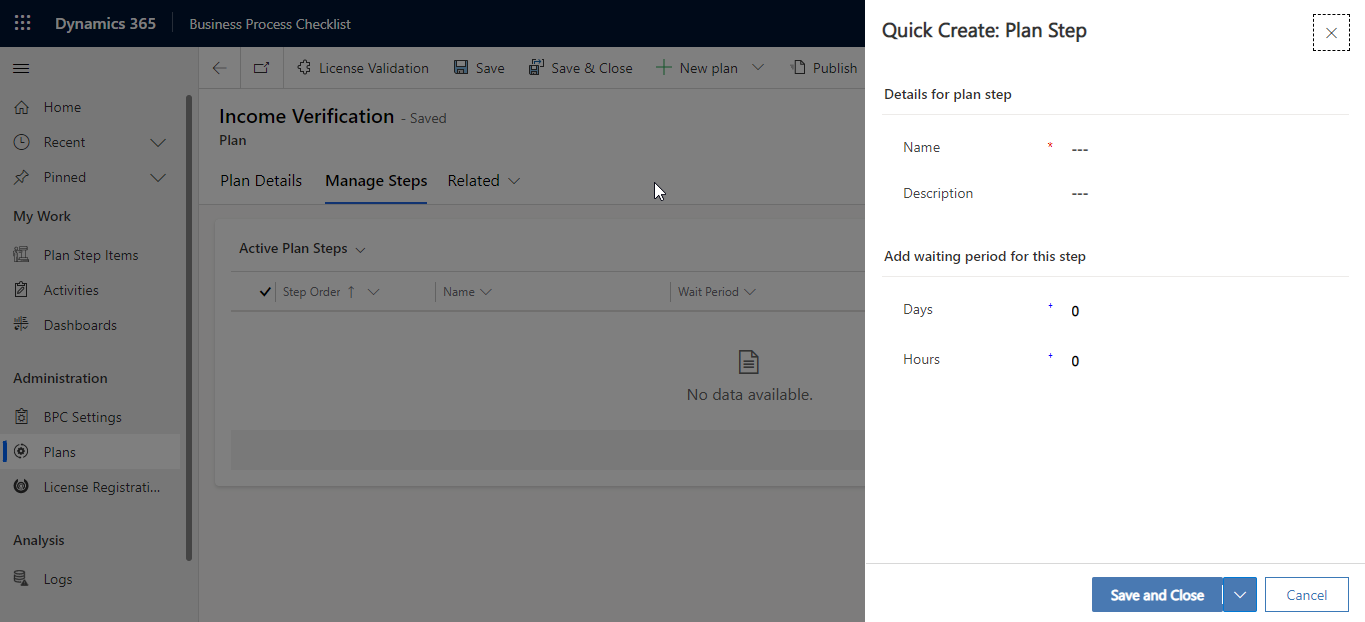 Dynamics 365
Business Process Checklist
License Validation
Save
Save & Close
New plan
Publish
Home
Recent
Pinned
My Work
Plan Step Items
Activities
Dashboards
Administration
BPC Settings
Plans
License Registrati...
Analysis
Logs
Income Verification - Saved
Plan
Plan Details
Manage Steps
Related
Active Plan Steps
Step Order
Name
Wait Period
No data available.
Quick Create: Plan Step
Details for plan step
Name * ---
Description ---
Add waiting period for this step
Days + 0
Hours + 0
Save and Close
Cancel